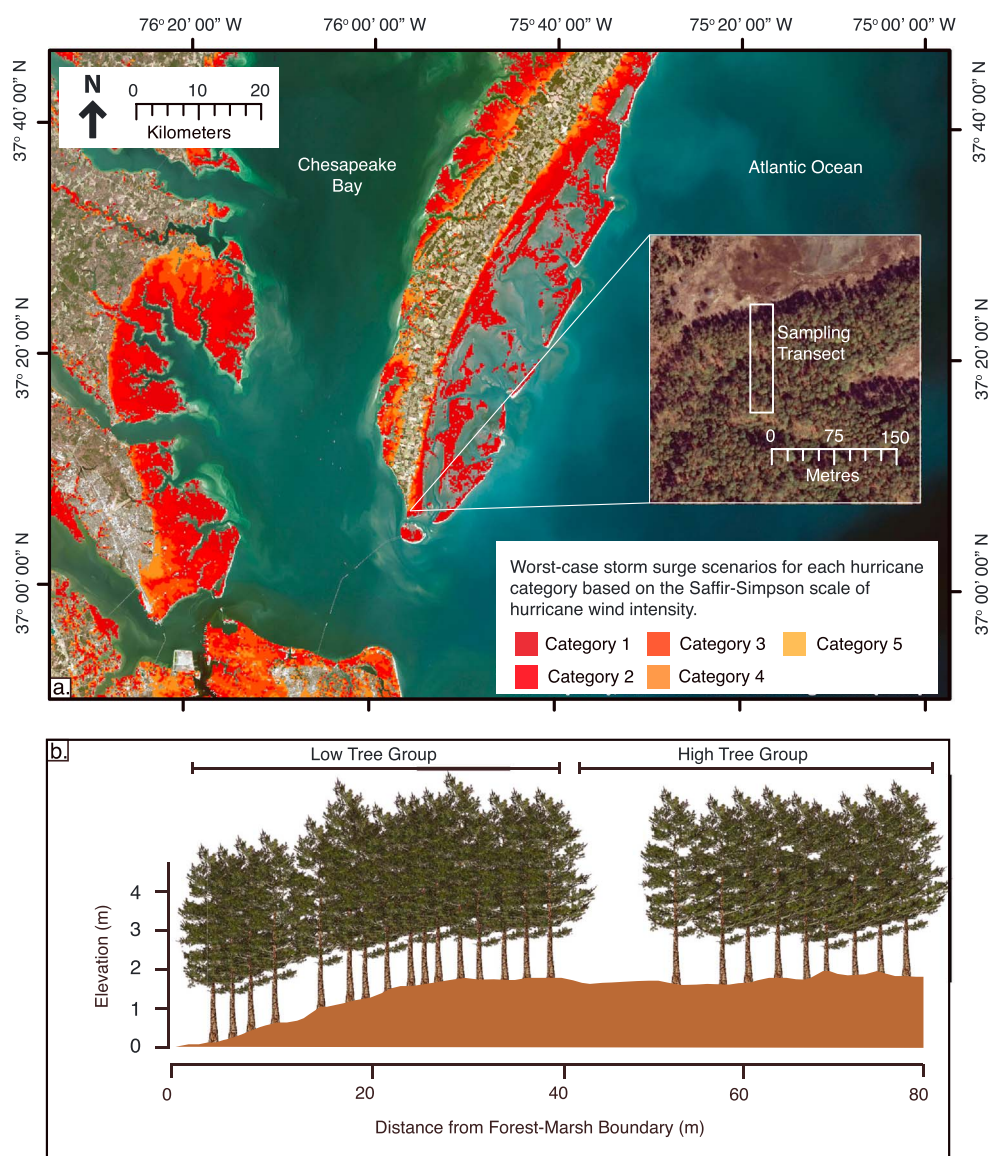 76° 20' 00" W
76° 00' 00" W
75° 40' 00" W
75° 20' 00" W
75° 00' 00" W
37° 40' 00" N
37° 20' 00" N
37° 00' 00" N
37° 40' 00" N
37° 20' 00" N
37° 00' 00" N
N
0 10 20
Kilometers
Chesapeake
Bay
Atlantic Ocean
Sampling
Transect
0 75 150
Metres
Worst-case storm surge scenarios for each hurricane
category based on the Saffir-Simpson scale of
hurricane wind intensity.
Category 1 Category 3 Category 5
Category 2 Category 4
a.
b.
Low Tree Group High Tree Group
Elevation (m)
4
3
2
1
0
0 20 40 60 80
Distance from Forest-Marsh Boundary (m)